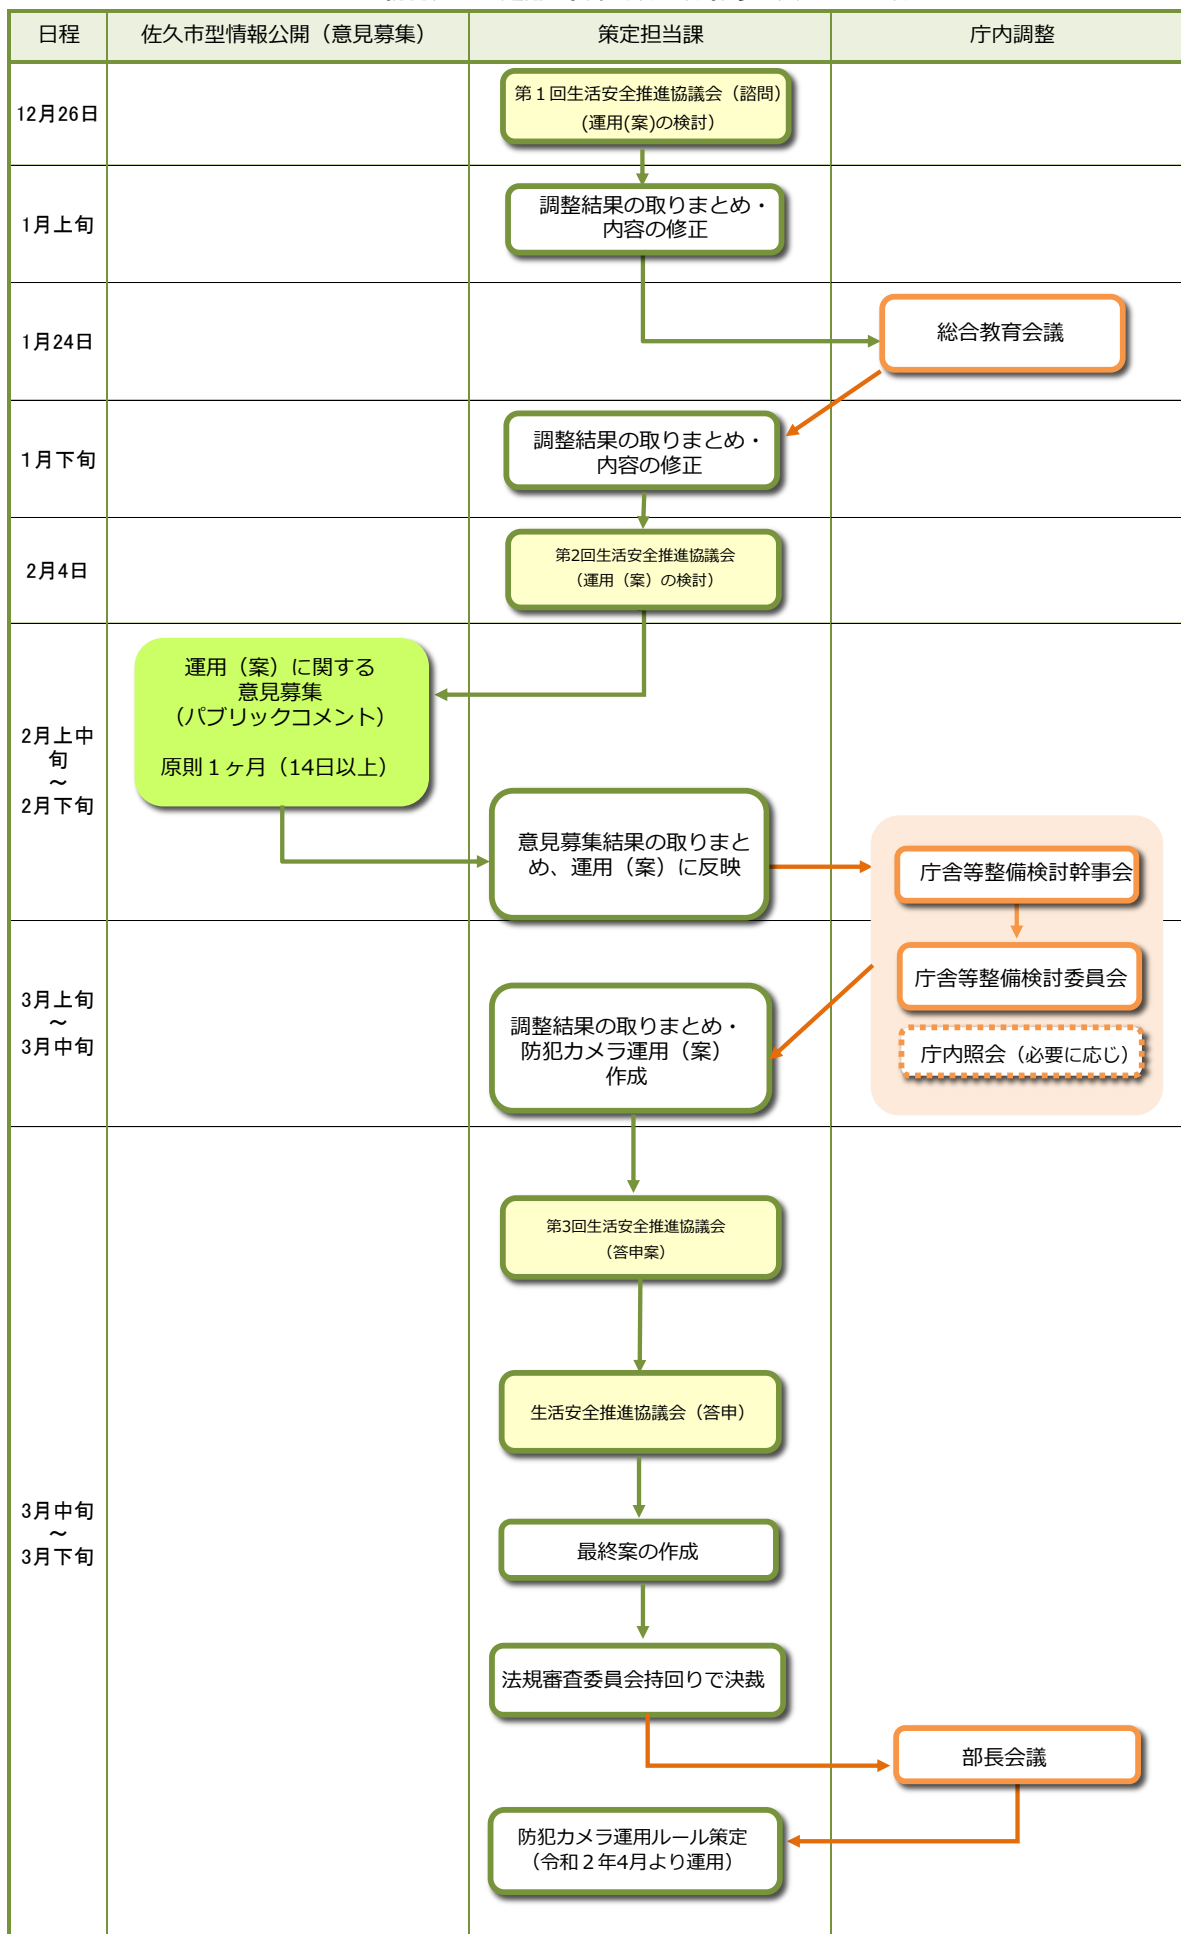 日程
佐久市型情報公開（意見募集）
策定担当課
庁内調整
12月26日
第１回生活安全推進協議会（諮問）
(運用(案)の検討）
1月上旬
調整結果の取りまとめ・
内容の修正
1月24日
総合教育会議
1月下旬
調整結果の取りまとめ・
内容の修正
2月4日
第2回生活安全推進協議会
（運用（案）の検討）
2月上中
旬
～
2月下旬
運用（案）に関する
意見募集
（パブリックコメント）
原則１ヶ月（14日以上）
意見募集結果の取りまと
め、運用（案）に反映
庁舎等整備検討幹事会
3月上旬
～
3月中旬
調整結果の取りまとめ・
防犯カメラ運用（案）
作成
庁舎等整備検討委員会
庁内照会（必要に応じ）
3月中旬
～
3月下旬
第3回生活安全推進協議会
（答申案）
生活安全推進協議会（答申）
最終案の作成
法規審査委員会持回りで決裁
部長会議
防犯カメラ運用ルール策定
（令和２年4月より運用）